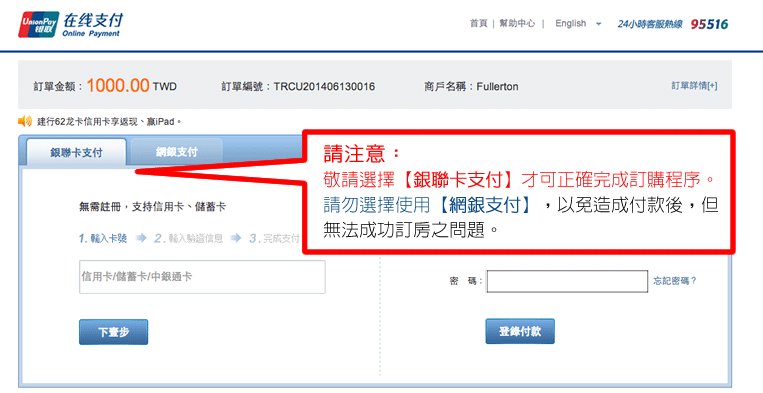 UnionPay 银联 在线支付
Online Payment
首頁 | 幫助中心 | English
24小時客服熱線 95516
訂單金額：1000.00 TWD
訂單編號：TRCU201406130016
商戶名稱：Fullerton
訂單詳情[+]
建行62龙卡信用卡享返现、赢iPad。
銀聯卡支付
網銀支付
請注意：
敬請選擇【銀聯卡支付】才可正確完成訂購程序。
請勿選擇使用【網銀支付】，以免造成付款後，但
無法成功訂房之問題。
無需註冊，支持信用卡、儲蓄卡
1. 輸入卡號 2. 輸入驗證信息 3. 完成支付
信用卡/儲蓄卡/中銀通卡
下壹步
密 碼：
忘記密碼？
登錄付款